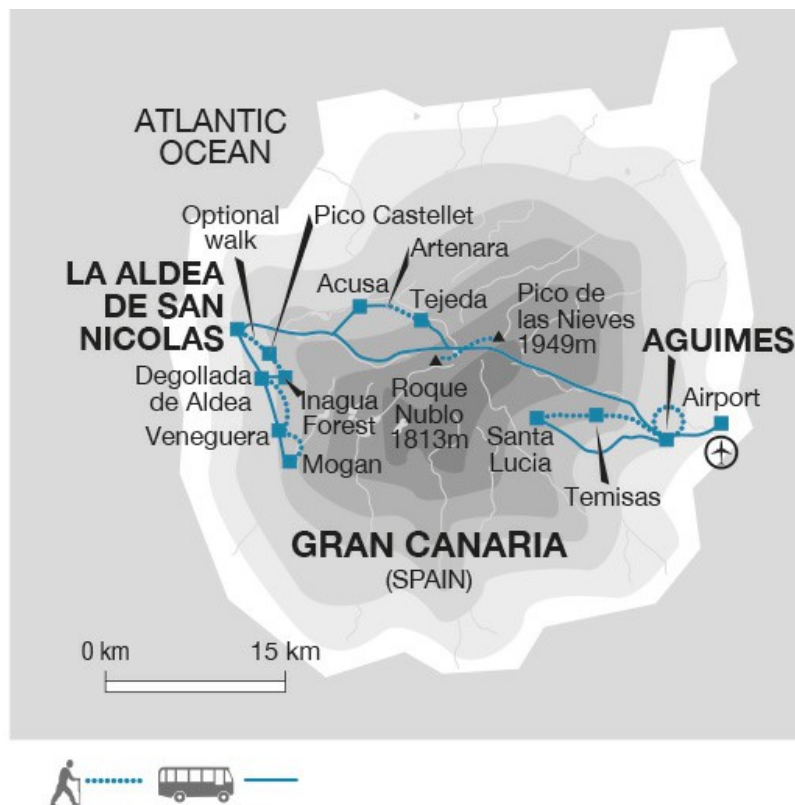 ATLANTIC
OCEAN
Optional
walk
Pico Castellet
Artenara
LA ALDEA
DE SAN
NICOLAS
Acusa
Tejeda
Pico de
las Nieves
1949m
AGUIMES
Airport
Degollada
de Aldea
Inagua
Forest
Roque
Nublo
1813m
Veneguera
Mogan
Santa
Lucia
Temisas
GRAN CANARIA
(SPAIN)
0 km
15 km